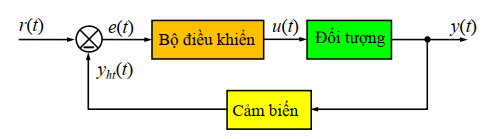 r(t) e(t) Bộ điều khiển u(t) Đối tượng y(t)
y_ht(t)
Cảm biến